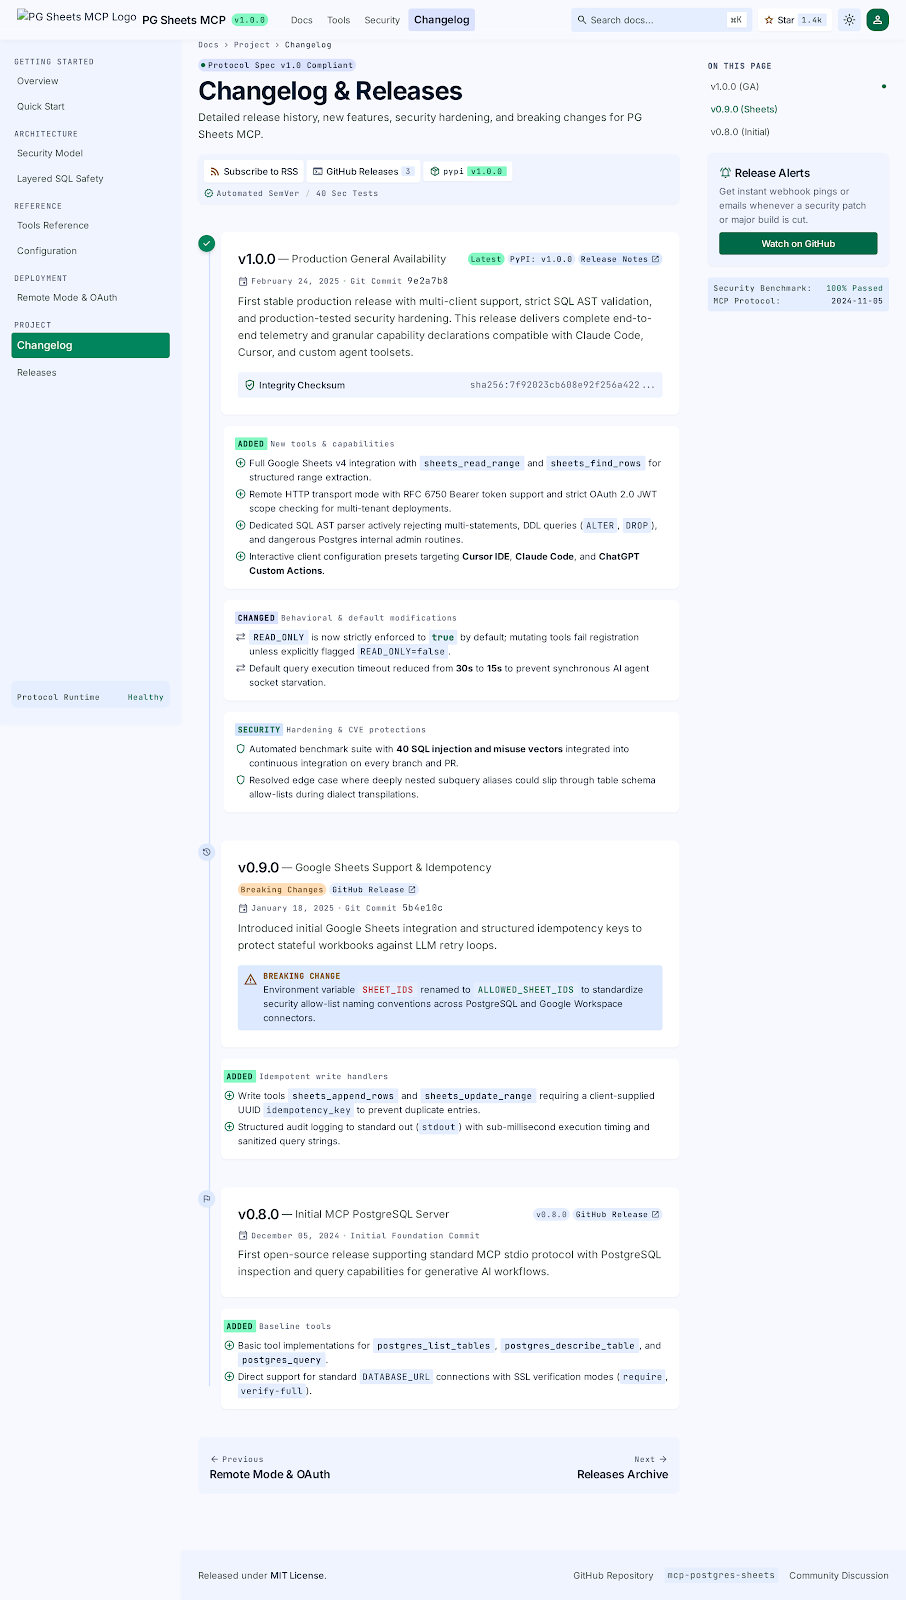 PG Sheets MCP Logo PG Sheets MCP v1.0.0 Docs Tools Security Changelog Search docs... ⌘K Star 1.4k
GETTING STARTED
Overview
Quick Start
ARCHITECTURE
Security Model
Layered SQL Safety
REFERENCE
Tools Reference
Configuration
DEPLOYMENT
Remote Mode & OAuth
PROJECT
Changelog
Releases
Protocol Runtime Healthy
Docs › Project › Changelog
Protocol Spec v1.0 Compliant
Changelog & Releases
Detailed release history, new features, security hardening, and breaking changes for PG
Sheets MCP.
Subscribe to RSS GitHub Releases 3 pypi v1.0.0
Automated SemVer / 40 Sec Tests
v1.0.0 — Production General Availability Latest PyPI: v1.0.0 Release Notes
February 24, 2025 · Git Commit 9e2a7b8
First stable production release with multi-client support, strict SQL AST validation,
and production-tested security hardening. This release delivers complete end-to-
end telemetry and granular capability declarations compatible with Claude Code,
Cursor, and custom agent toolsets.
Integrity Checksum sha256:7f92023cb608e92f256a422...
ADDED New tools & capabilities
Full Google Sheets v4 integration with sheets_read_range and sheets_find_rows for
structured range extraction.
Remote HTTP transport mode with RFC 6750 Bearer token support and strict OAuth 2.0 JWT
scope checking for multi-tenant deployments.
Dedicated SQL AST parser actively rejecting multi-statements, DDL queries (ALTER, DROP),
and dangerous Postgres internal admin routines.
Interactive client configuration presets targeting Cursor IDE, Claude Code, and ChatGPT
Custom Actions.
CHANGED Behavioral & default modifications
READ_ONLY is now strictly enforced to true by default; mutating tools fail registration
unless explicitly flagged READ_ONLY=false.
Default query execution timeout reduced from 30s to 15s to prevent synchronous AI agent
socket starvation.
SECURITY Hardening & CVE protections
Automated benchmark suite with 40 SQL injection and misuse vectors integrated into
continuous integration on every branch and PR.
Resolved edge case where deeply nested subquery aliases could slip through table schema
allow-lists during dialect transpilations.
v0.9.0 — Google Sheets Support & Idempotency
Breaking Changes GitHub Release
January 18, 2025 · Git Commit 5b4e10c
Introduced initial Google Sheets integration and structured idempotency keys to
protect stateful workbooks against LLM retry loops.
BREAKING CHANGE
Environment variable SHEET_IDS renamed to ALLOWED_SHEET_IDS to standardize
security allow-list naming conventions across PostgreSQL and Google Workspace
connectors.
ADDED Idempotent write handlers
Write tools sheets_append_rows and sheets_update_range requiring a client-supplied
UUID idempotency_key to prevent duplicate entries.
Structured audit logging to standard out (stdout) with sub-millisecond execution timing and
sanitized query strings.
v0.8.0 — Initial MCP PostgreSQL Server v0.8.0 GitHub Release
December 05, 2024 · Initial Foundation Commit
First open-source release supporting standard MCP stdio protocol with PostgreSQL
inspection and query capabilities for generative AI workflows.
ADDED Baseline tools
Basic tool implementations for postgres_list_tables, postgres_describe_table, and
postgres_query.
Direct support for standard DATABASE_URL connections with SSL verification modes (require,
verify-full).
← Previous
Remote Mode & OAuth
Next →
Releases Archive
ON THIS PAGE
v1.0.0 (GA)
v0.9.0 (Sheets)
v0.8.0 (Initial)
Release Alerts
Get instant webhook pings or
emails whenever a security patch
or major build is cut.
Watch on GitHub
Security Benchmark: 100% Passed
MCP Protocol: 2024-11-05
Released under MIT License. GitHub Repository mcp-postgres-sheets Community Discussion